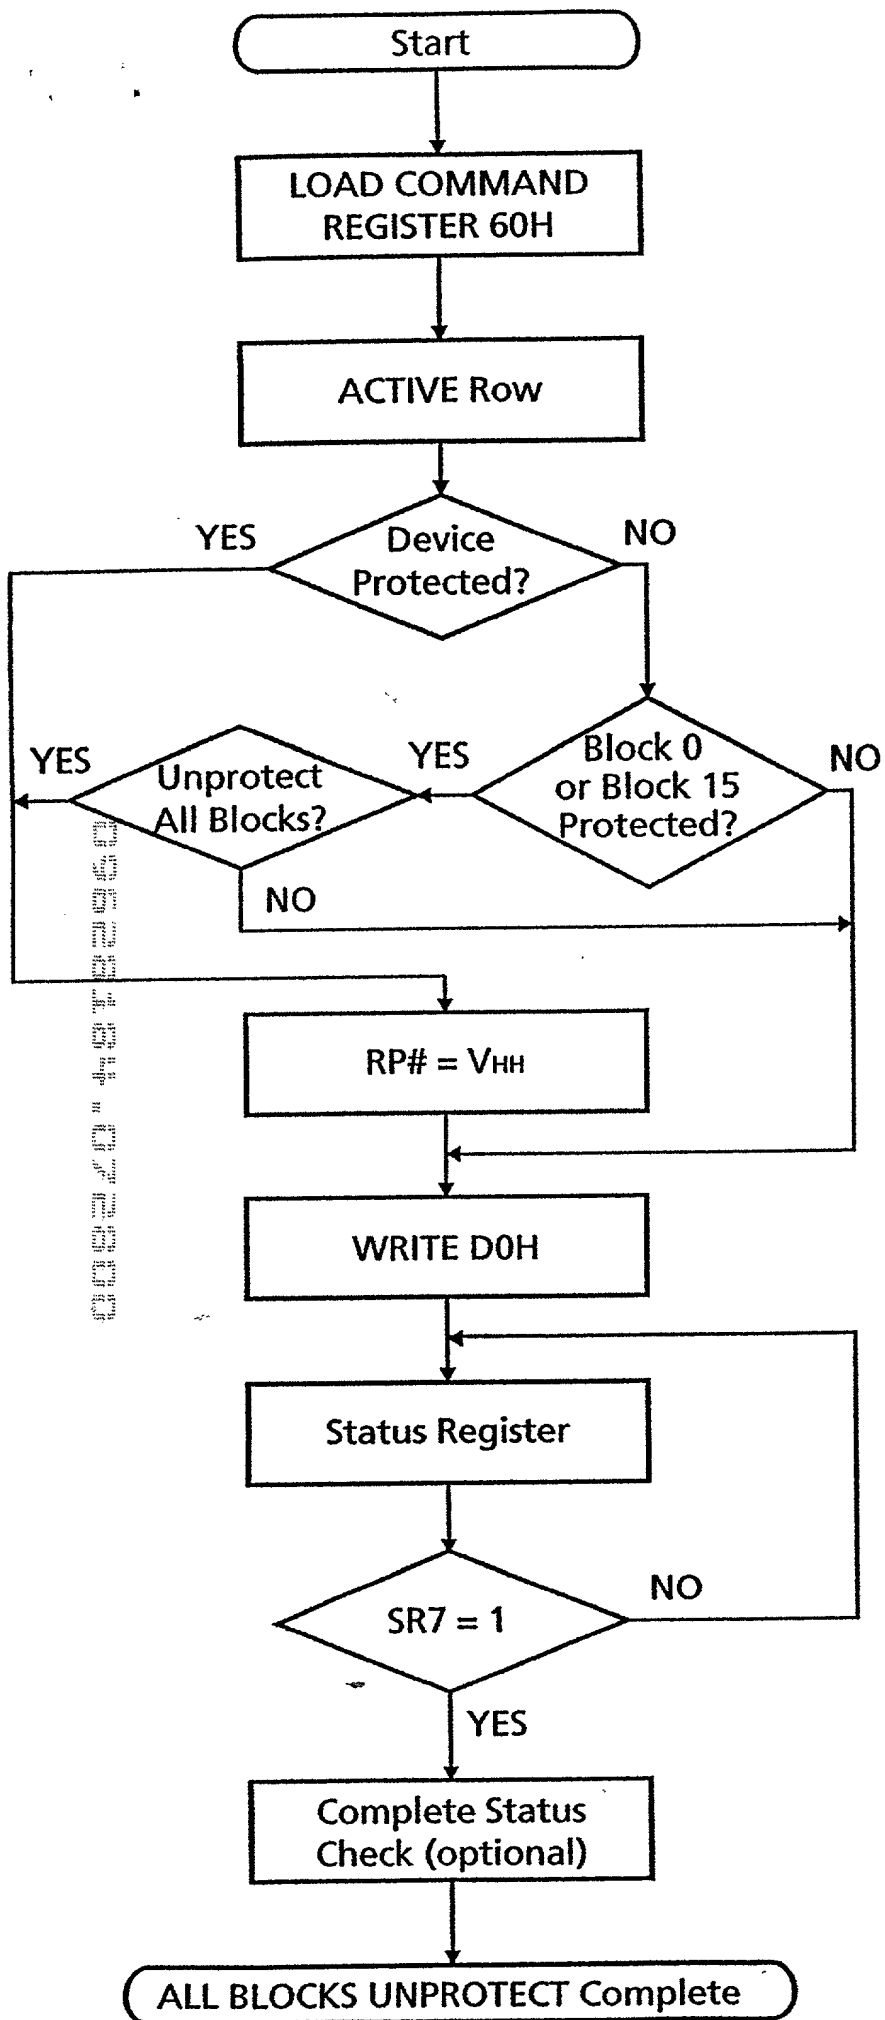 Start
LOAD COMMAND
REGISTER 60H
ACTIVE Row
YES
Device
Protected?
NO
YES
Unprotect
All Blocks?
YES
Block 0
or Block 15
Protected?
NO
NO
RP# = VHH
WRITE D0H
Status Register
SR7 = 1
NO
YES
Complete Status
Check (optional)
ALL BLOCKS UNPROTECT Complete
09628184.072800